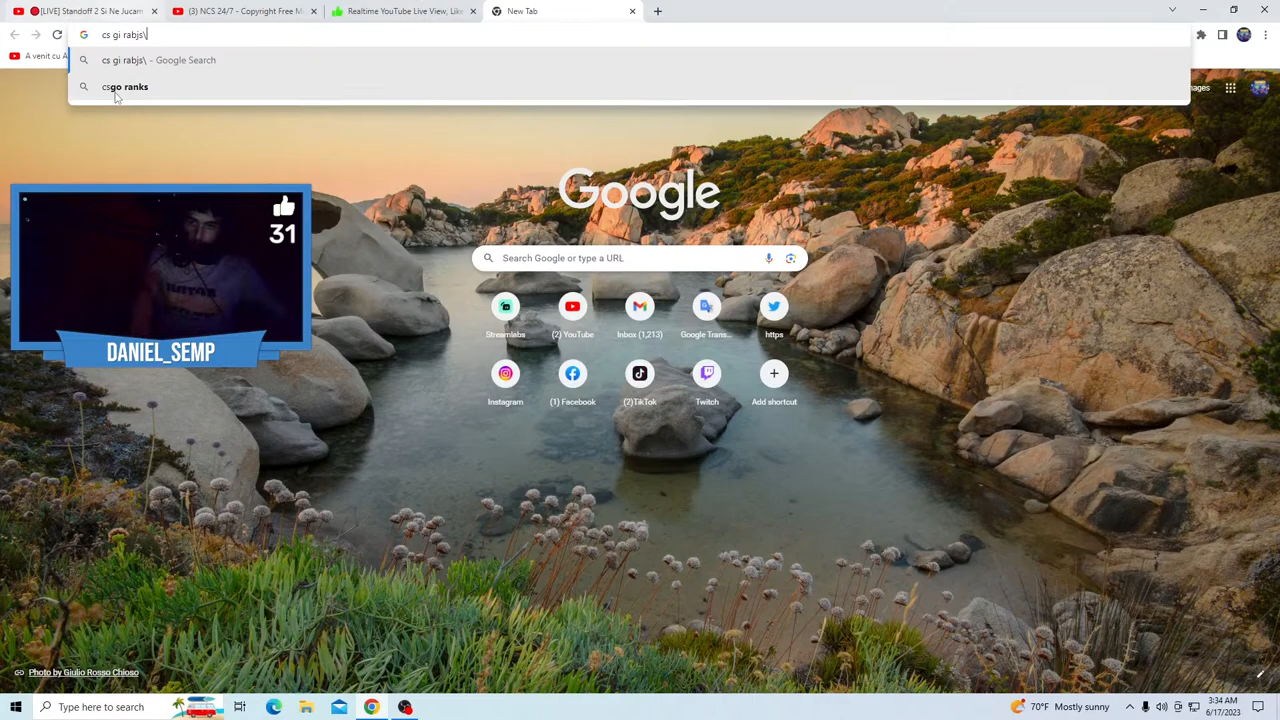 [LIVE] Standoff 2 Si Ne Jucam
(3) NCS 24/7 - Copyright Free M
Realtime YouTube Live View, Like
New Tab
cs gi rabjs\
A venit cu A
cs gi rabjs\ - Google Search
csgo ranks
Google
Search Google or type a URL
31
DANIEL_SEMP
Streamlabs
(2) YouTube
Inbox (1,213)
Google Trans...
https
Instagram
(1) Facebook
(2)TikTok
Twitch
Add shortcut
Photo by Giulio Rosso Chioso
Type here to search
70°F Mostly sunny
3:34 AM
6/17/2023